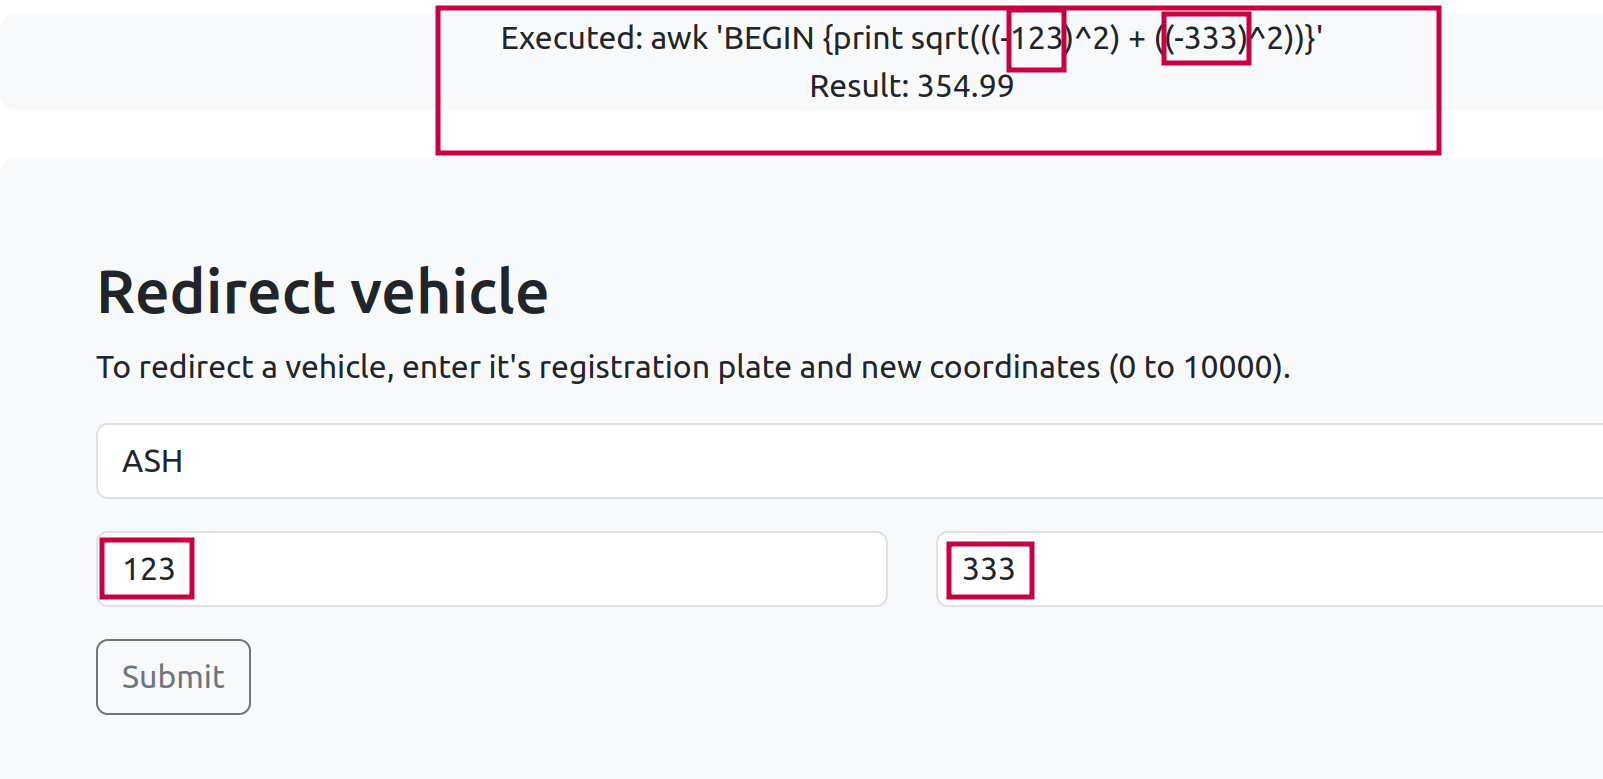 Executed: awk 'BEGIN {print sqrt(((-123)^2) + ((-333)^2))}'
Result: 354.99
Redirect vehicle
To redirect a vehicle, enter it's registration plate and new coordinates (0 to 10000).
ASH
123 333
Submit